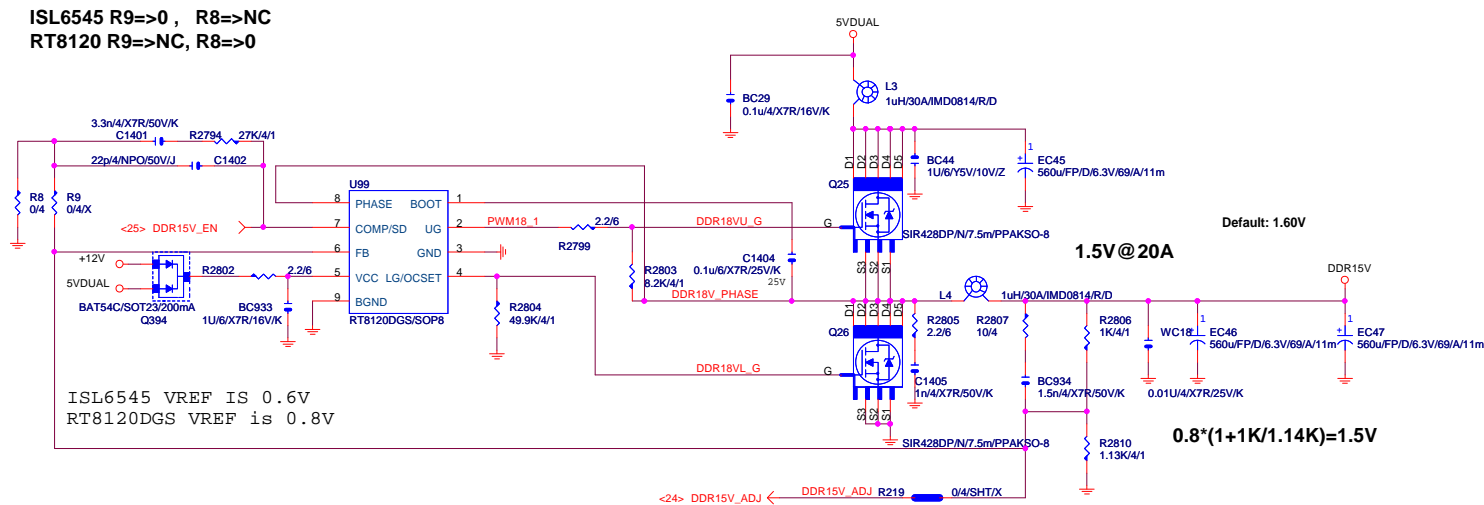 ISL6545 R9=>0 ,   R8=>NC
RT8120 R9=>NC, R8=>0
5VDUAL
BC29
0.1u/4/X7R/16V/K
L3
1uH/30A/IMD0814/R/D
3.3n/4/X7R/50V/K
C1401
R2794
27K/4/1
22p/4/NPO/50V/J
C1402
R8
0/4
R9
0/4/X
<25> DDR15V_EN
U99
8 PHASE BOOT 1
7 COMP/SD UG 2
6 FB GND 3
5 VCC LG/OCSET 4
9 BGND
RT8120DGS/SOP8
PWM18_1
2.2/6
R2799
DDR18VU_G
G
D1 D2 D3 D4 D5
Q25
S3 S2 S1
SIR428DP/N/7.5m/PPAKSO-8
BC44
1U/6/Y5V/10V/Z
1
+
EC45
560u/FP/D/6.3V/69/A/11m
Default: 1.60V
1.5V@20A
+12V
5VDUAL
BAT54C/SOT23/200mA
Q394
R2802
2.2/6
BC933
1U/6/X7R/16V/K
R2803
8.2K/4/1
C1404
0.1u/6/X7R/25V/K
25V
DDR18V_PHASE
R2804
49.9K/4/1
DDR18VL_G
G
D1 D2 D3 D4 D5
Q26
S3 S2 S1
SIR428DP/N/7.5m/PPAKSO-8
L4
1uH/30A/IMD0814/R/D
DDR15V
R2805
2.2/6
C1405
1n/4/X7R/50V/K
R2807
10/4
BC934
1.5n/4/X7R/50V/K
R2806
1K/4/1
WC18
0.01U/4/X7R/25V/K
1
+
EC46
560u/FP/D/6.3V/69/A/11m
1
+
EC47
560u/FP/D/6.3V/69/A/11m
R2810
1.13K/4/1
0.8*(1+1K/1.14K)=1.5V
ISL6545 VREF IS 0.6V
RT8120DGS VREF is 0.8V
<24> DDR15V_ADJ
DDR15V_ADJ
R219
0/4/SHT/X